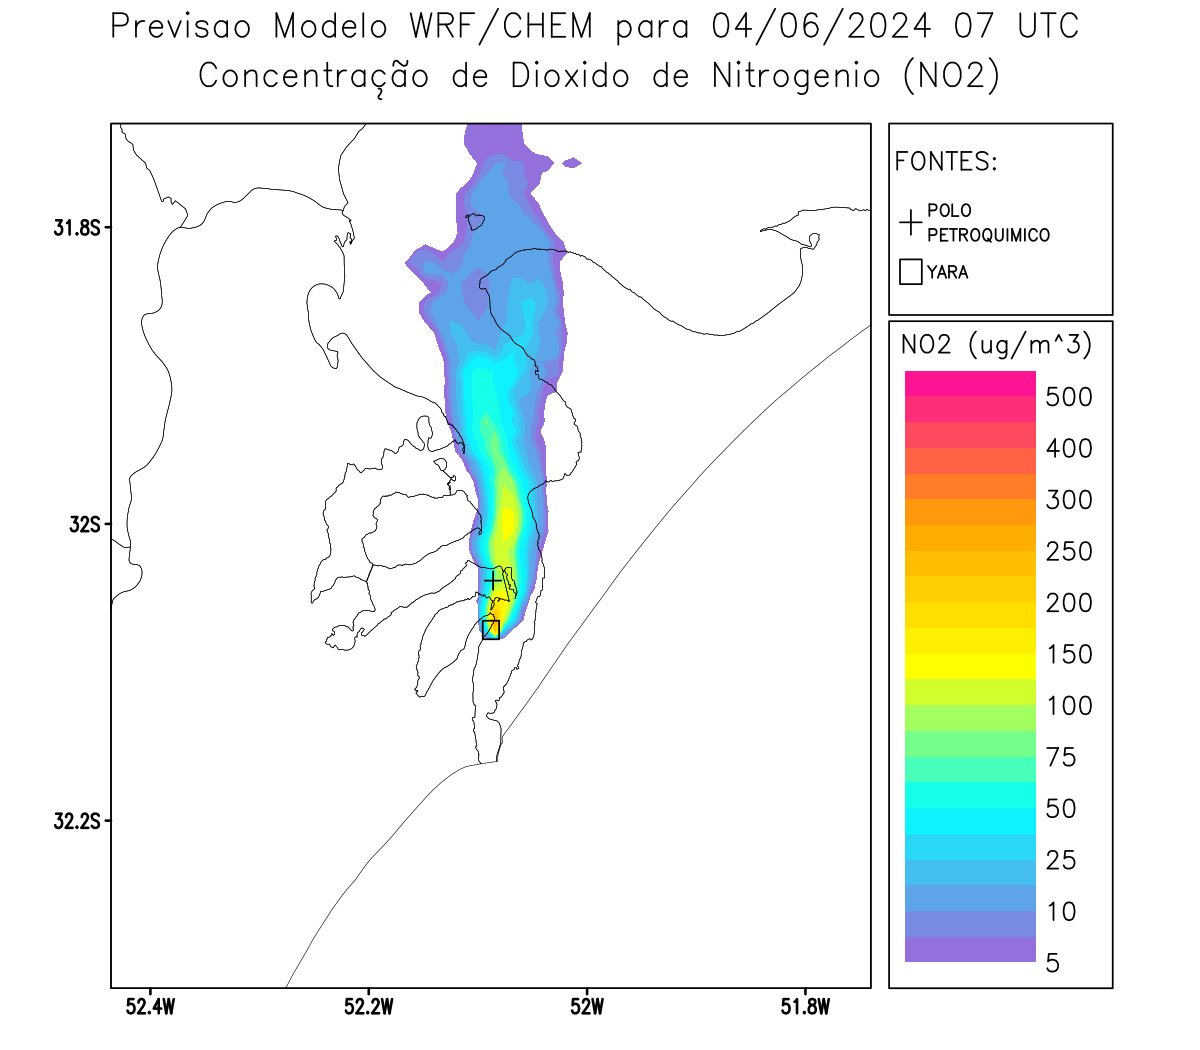 Previsao Modelo WRF/CHEM para 04/06/2024 07 UTC
Concentração de Dioxido de Nitrogenio (NO2)
FONTES:
POLO
PETROQUIMICO
YARA
31.8S
32S
32.2S
52.4W
52.2W
52W
51.8W
NO2 (ug/m^3)
500
400
300
250
200
150
100
75
50
25
10
5